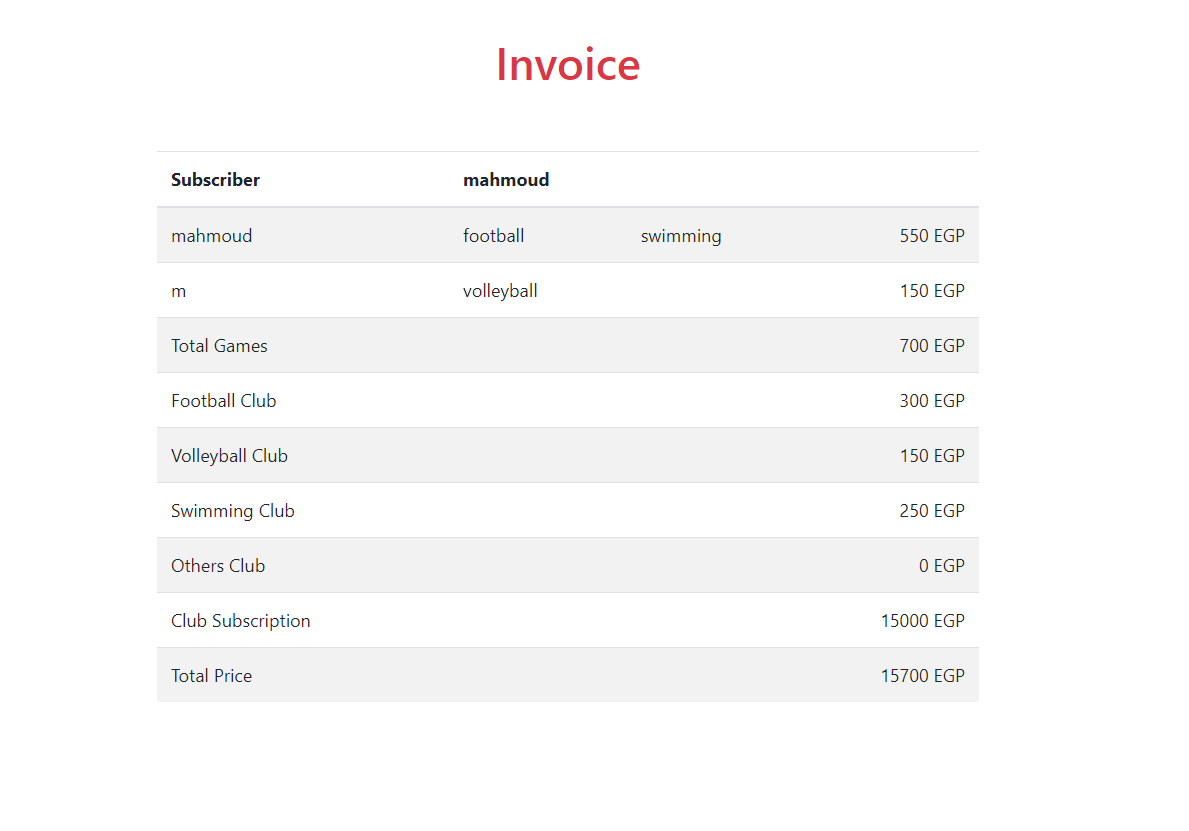 Invoice
Subscriber mahmoud
mahmoud football swimming 550 EGP
m volleyball 150 EGP
Total Games 700 EGP
Football Club 300 EGP
Volleyball Club 150 EGP
Swimming Club 250 EGP
Others Club 0 EGP
Club Subscription 15000 EGP
Total Price 15700 EGP